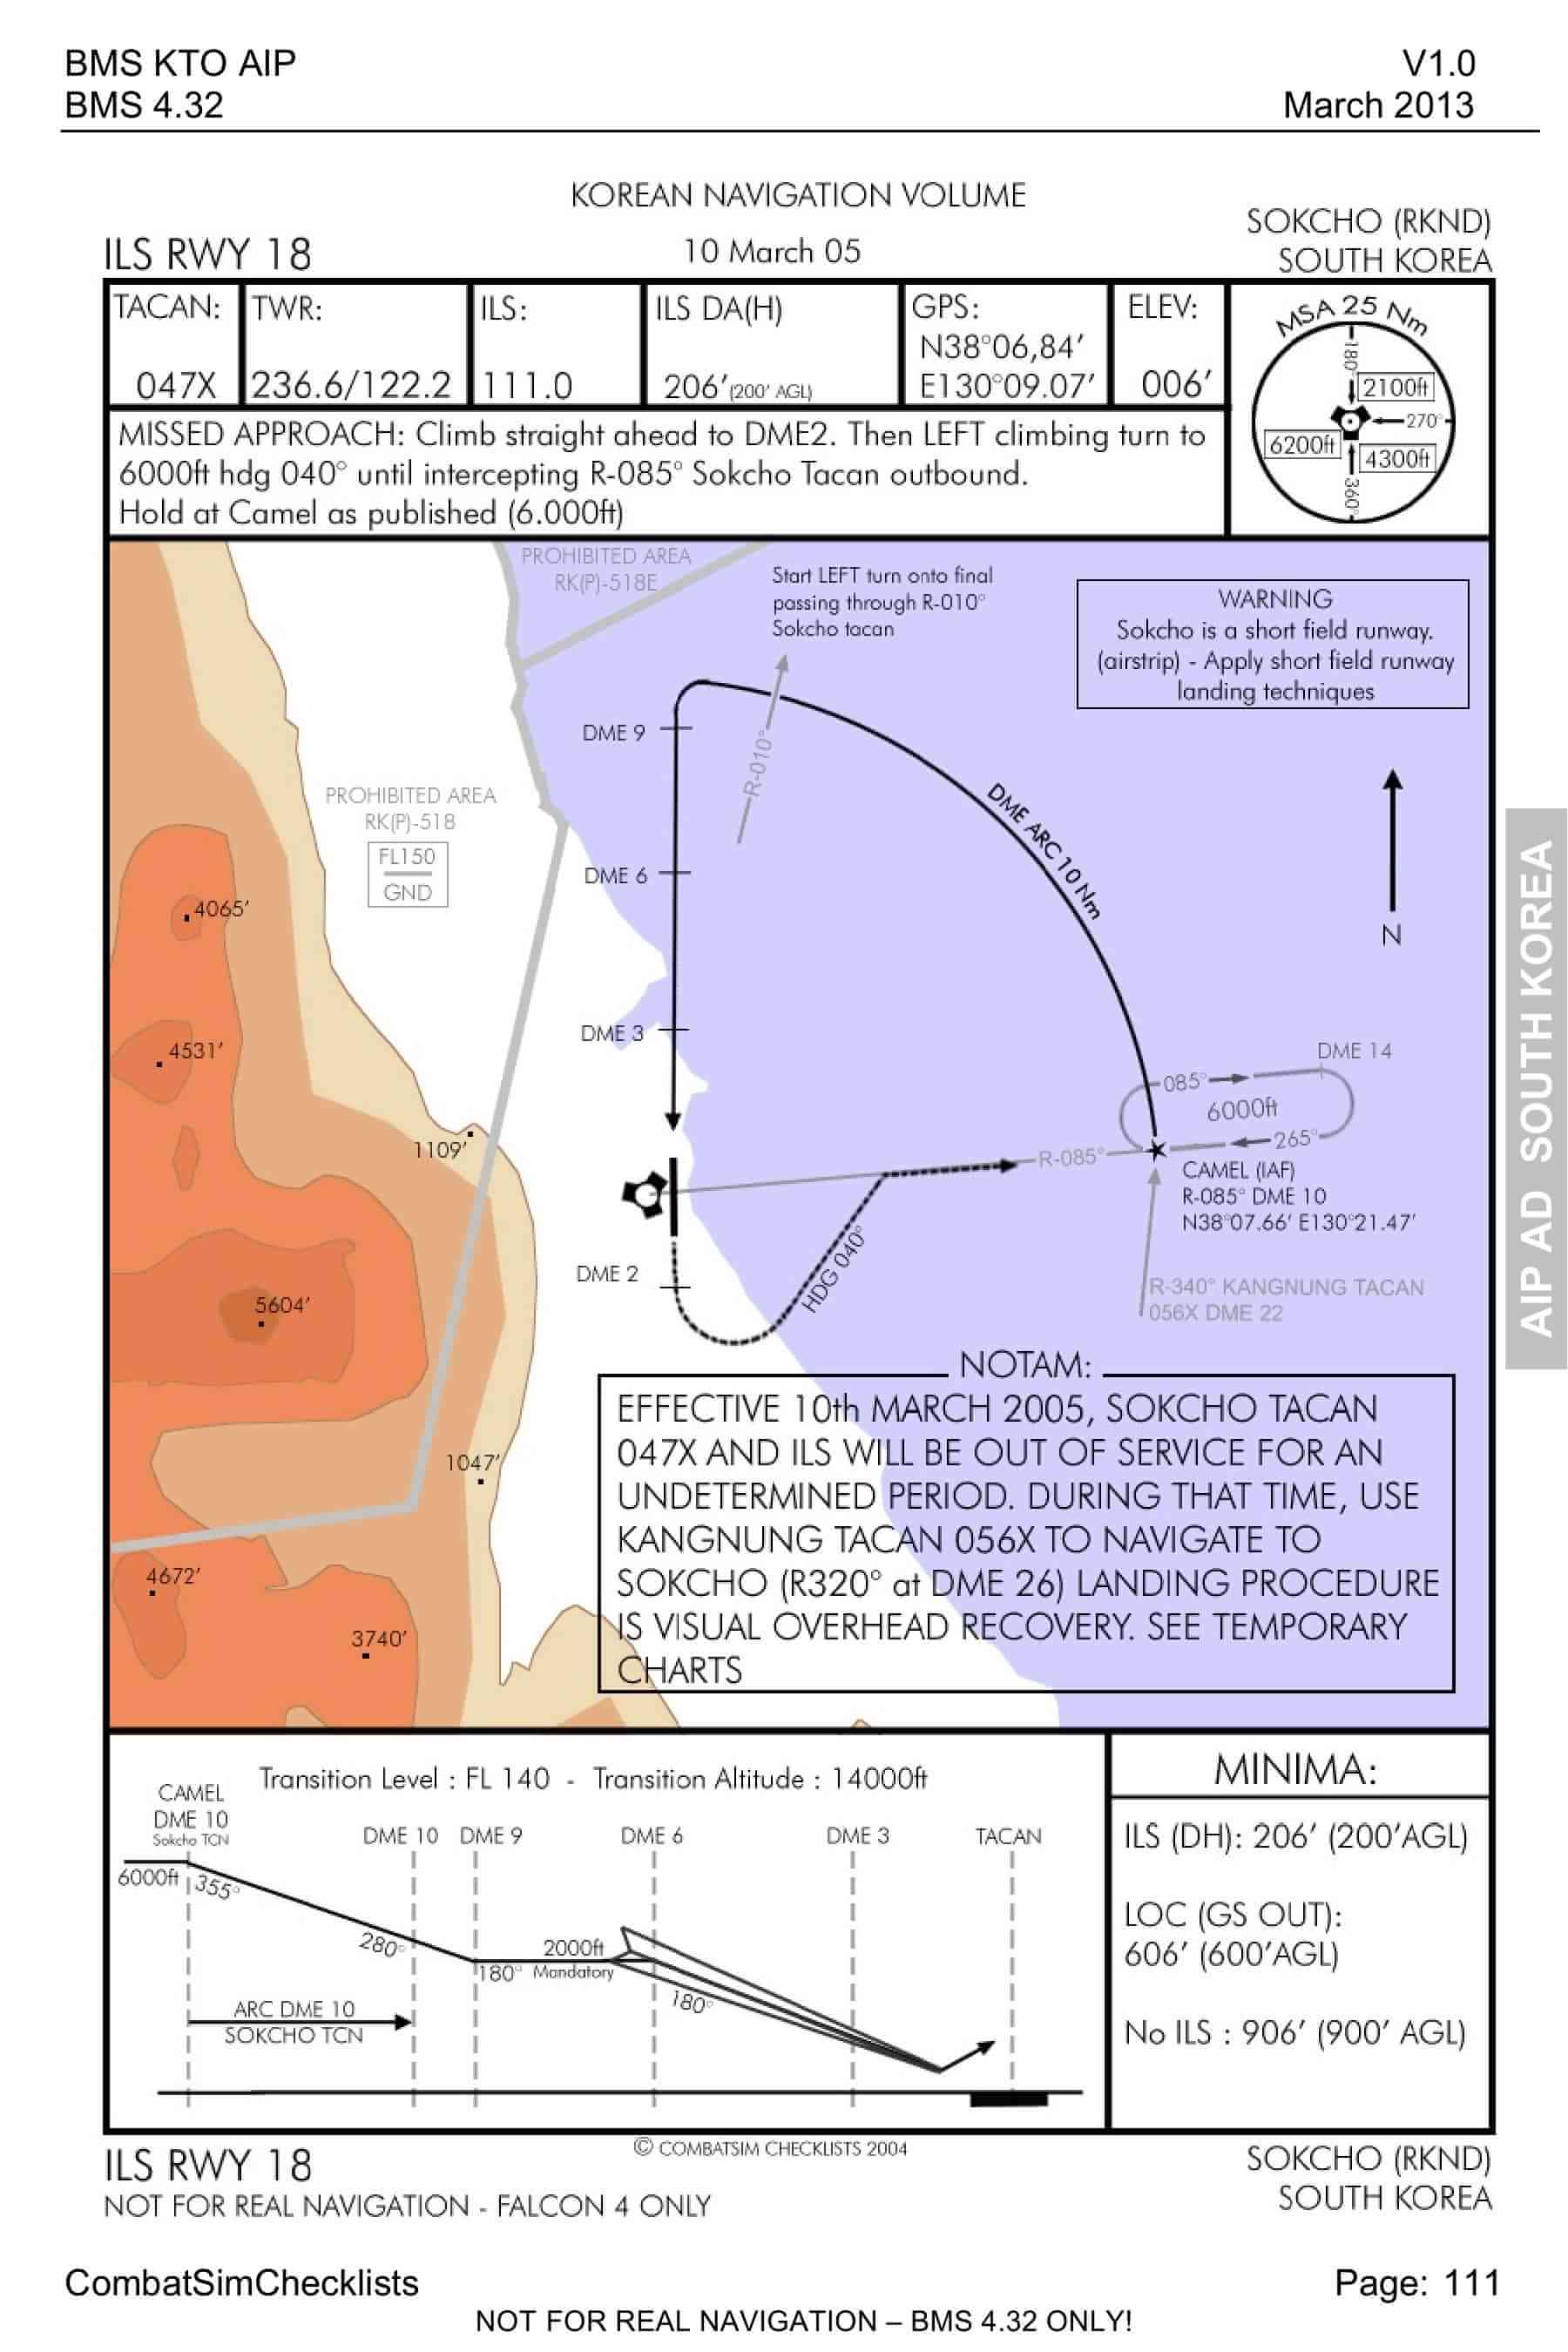 BMS KTO AIP
V1.0
BMS 4.32
March 2013
KOREAN NAVIGATION VOLUME
SOKCHO (RKND)
ILS RWY 18
10 March 05
SOUTH KOREA
TACAN:
047X
TWR:
236.6/122.2
ILS:
111.0
ILS DA(H)
206’(200’ AGL)
GPS:
N38°06,84’
E130°09.07’
ELEV:
006’
MSA 25 Nm
180°
2100ft
270°
6200ft
4300ft
360°
MISSED APPROACH: Climb straight ahead to DME2. Then LEFT climbing turn to
6000ft hdg 040° until intercepting R-085° Sokcho Tacan outbound.
Hold at Camel as published (6.000ft)
PROHIBITED AREA
RK(P)-518E
Start LEFT turn onto final
passing through R-010°
Sokcho tacan
WARNING
Sokcho is a short field runway.
(airstrip) - Apply short field runway
landing techniques
DME 9
R-010°
DME ARC 10 Nm
PROHIBITED AREA
RK(P)-518
FL150
GND
DME 6
4065’
N
DME 3
4531’
DME 14
085°
6000ft
265°
1109’
R-085°
CAMEL (IAF)
R-085° DME 10
N38°07.66’ E130°21.47’
HDG 040°
DME 2
R-340° KANGNUNG TACAN
056X DME 22
5604’
NOTAM:
EFFECTIVE 10th MARCH 2005, SOKCHO TACAN
047X AND ILS WILL BE OUT OF SERVICE FOR AN
UNDETERMINED PERIOD. DURING THAT TIME, USE
KANGNUNG TACAN 056X TO NAVIGATE TO
SOKCHO (R320° at DME 26) LANDING PROCEDURE
IS VISUAL OVERHEAD RECOVERY. SEE TEMPORARY
CHARTS
1047’
4672’
3740’
AIP AD SOUTH KOREA
Transition Level : FL 140 - Transition Altitude : 14000ft
CAMEL
DME 10
Sokcho TCN
DME 10
DME 9
DME 6
DME 3
TACAN
6000ft
355°
280°
2000ft
180° Mandatory
180°
ARC DME 10
SOKCHO TCN
MINIMA:
ILS (DH): 206’ (200’AGL)
LOC (GS OUT):
606’ (600’AGL)
No ILS : 906’ (900’ AGL)
© COMBATSIM CHECKLISTS 2004
ILS RWY 18
SOKCHO (RKND)
NOT FOR REAL NAVIGATION - FALCON 4 ONLY
SOUTH KOREA
CombatSimChecklists
Page: 111
NOT FOR REAL NAVIGATION – BMS 4.32 ONLY!